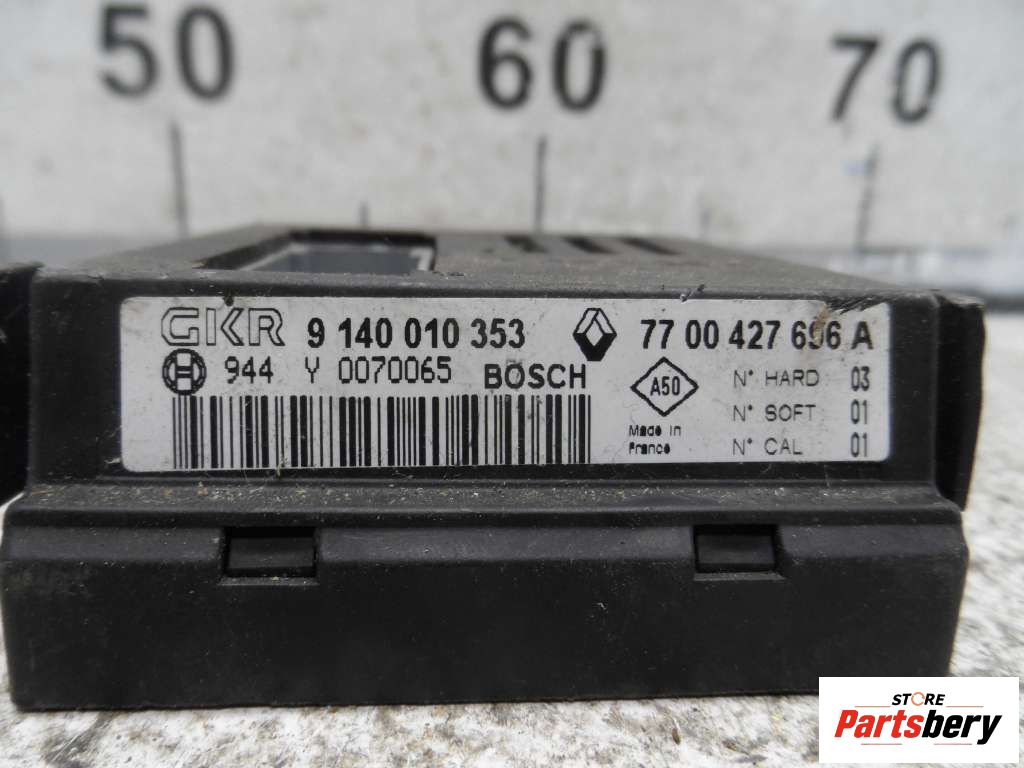 50 60 70
GKR 9 140 010 353 77 00 427 696 A
944 Y 0070065 BOSCH A50 N° HARD 03
N° SOFT 01
Made in
France N° CAL 01
STORE
Partsbery